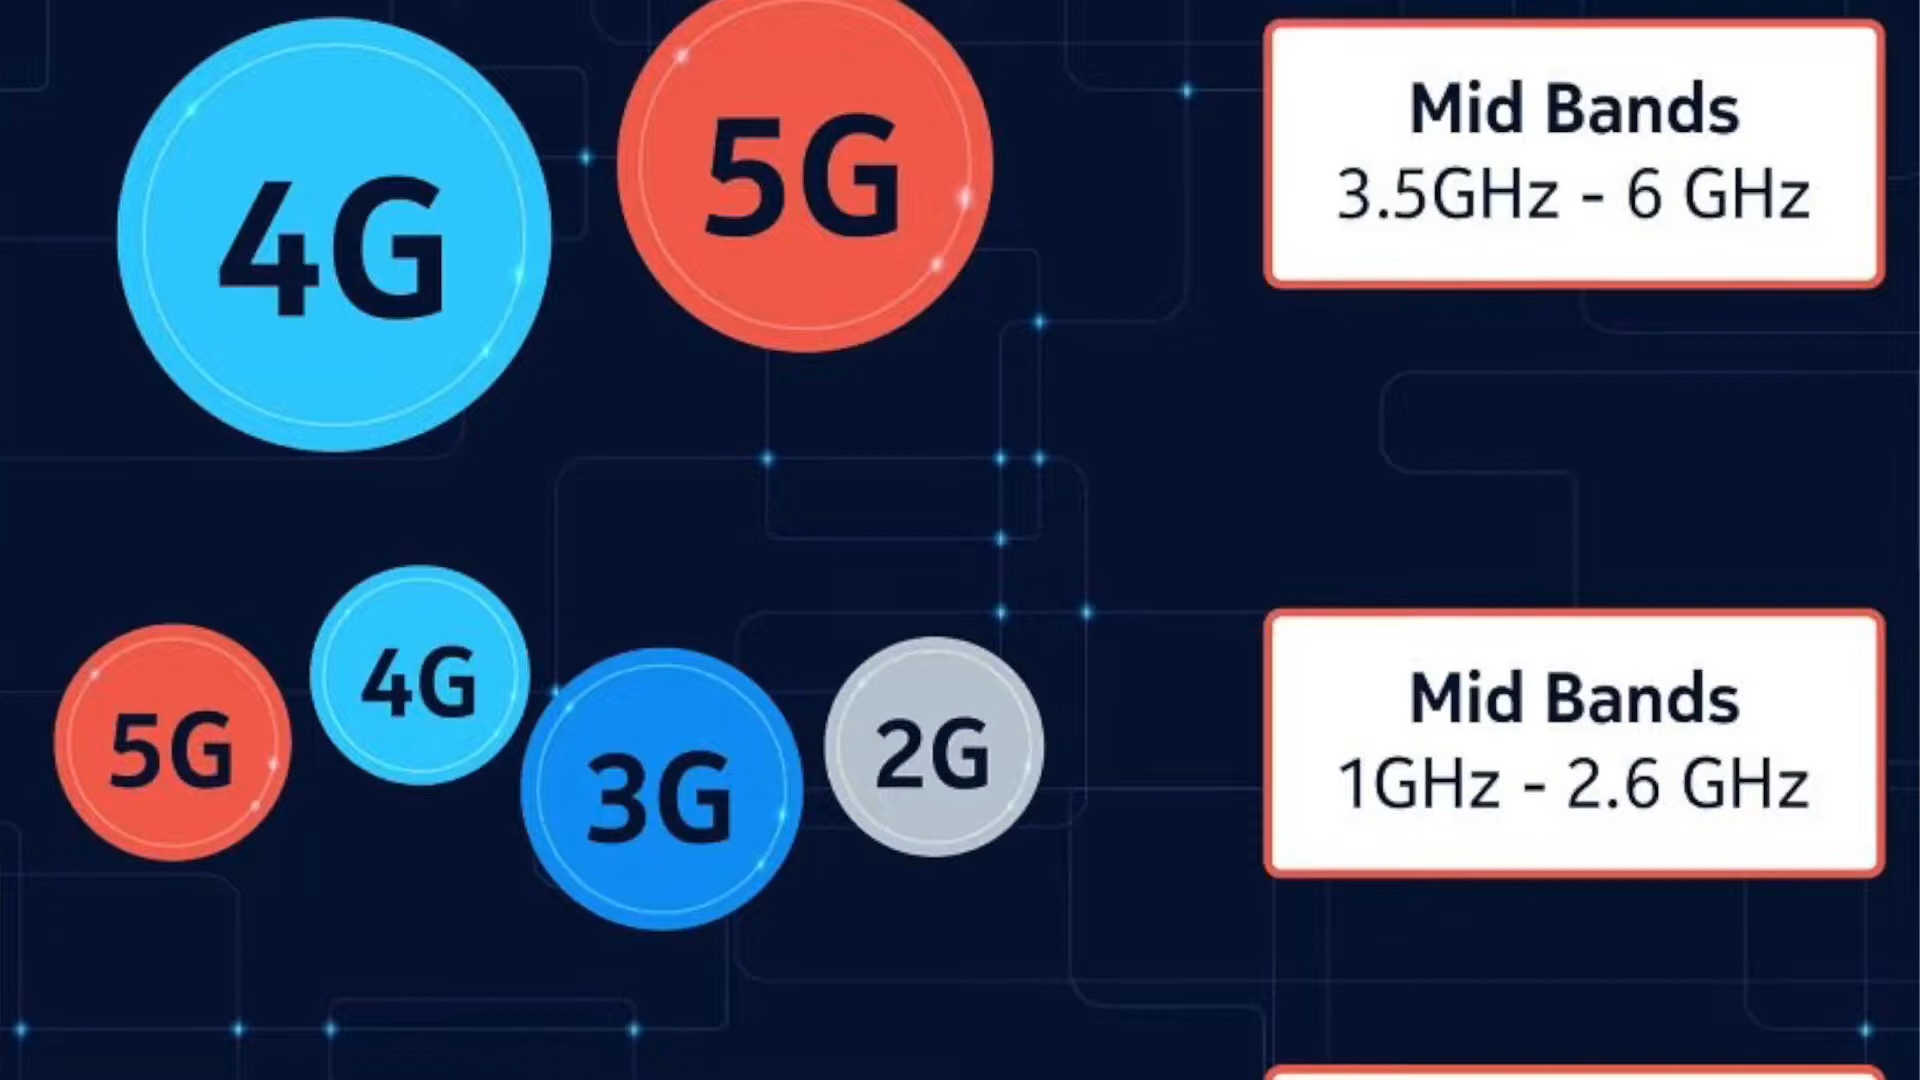 4G
5G
Mid Bands
3.5GHz - 6 GHz
5G
4G
3G
2G
Mid Bands
1GHz - 2.6 GHz